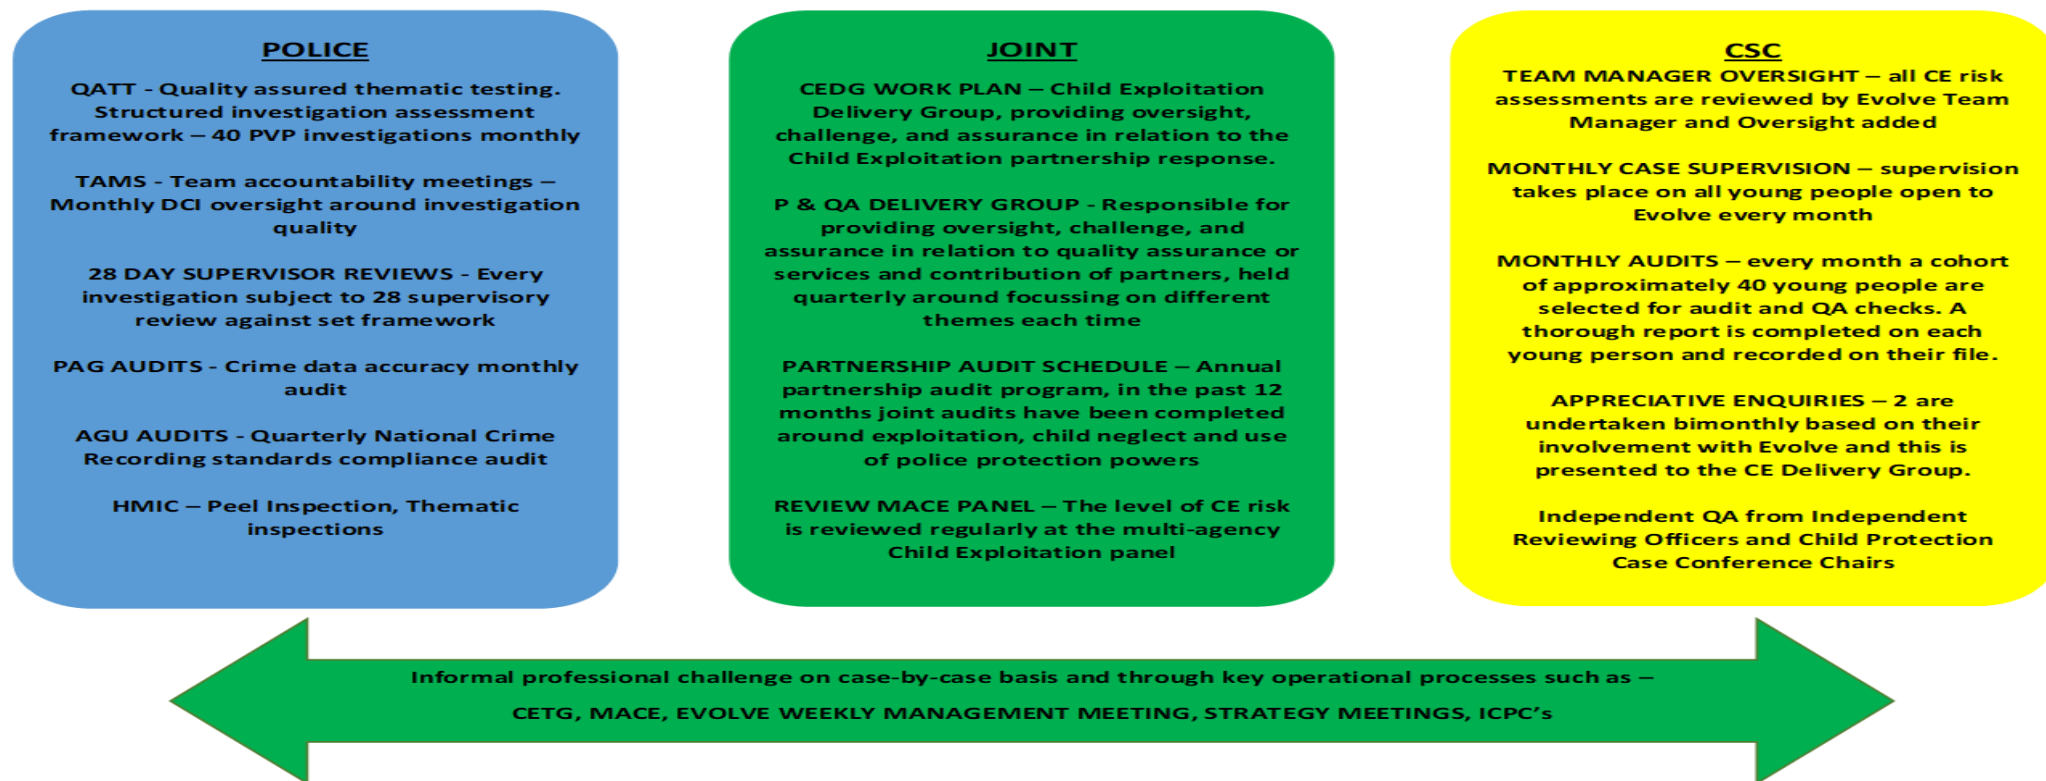 POLICE
QATT - Quality assured thematic testing.
Structured investigation assessment
framework – 40 PVP investigations monthly
TAMS - Team accountability meetings –
Monthly DCI oversight around investigation
quality
28 DAY SUPERVISOR REVIEWS - Every
investigation subject to 28 supervisory
review against set framework
PAG AUDITS - Crime data accuracy monthly
audit
AGU AUDITS - Quarterly National Crime
Recording standards compliance audit
HMIC – Peel Inspection, Thematic
inspections
JOINT
CEDG WORK PLAN – Child Exploitation
Delivery Group, providing oversight,
challenge, and assurance in relation to the
Child Exploitation partnership response.
P & QA DELIVERY GROUP - Responsible for
providing oversight, challenge, and
assurance in relation to quality assurance or
services and contribution of partners, held
quarterly around focussing on different
themes each time
PARTNERSHIP AUDIT SCHEDULE – Annual
partnership audit program, in the past 12
months joint audits have been completed
around exploitation, child neglect and use
of police protection powers
REVIEW MACE PANEL – The level of CE risk
is reviewed regularly at the multi-agency
Child Exploitation panel
CSC
TEAM MANAGER OVERSIGHT – all CE risk
assessments are reviewed by Evolve Team
Manager and Oversight added
MONTHLY CASE SUPERVISION – supervision
takes place on all young people open to
Evolve every month
MONTHLY AUDITS – every month a cohort
of approximately 40 young people are
selected for audit and QA checks. A
thorough report is completed on each
young person and recorded on their file.
APPRECIATIVE ENQUIRIES – 2 are
undertaken bimonthly based on their
involvement with Evolve and this is
presented to the CE Delivery Group.
Independent QA from Independent
Reviewing Officers and Child Protection
Case Conference Chairs
Informal professional challenge on case-by-case basis and through key operational processes such as –
CETG, MACE, EVOLVE WEEKLY MANAGEMENT MEETING, STRATEGY MEETINGS, ICPC’s